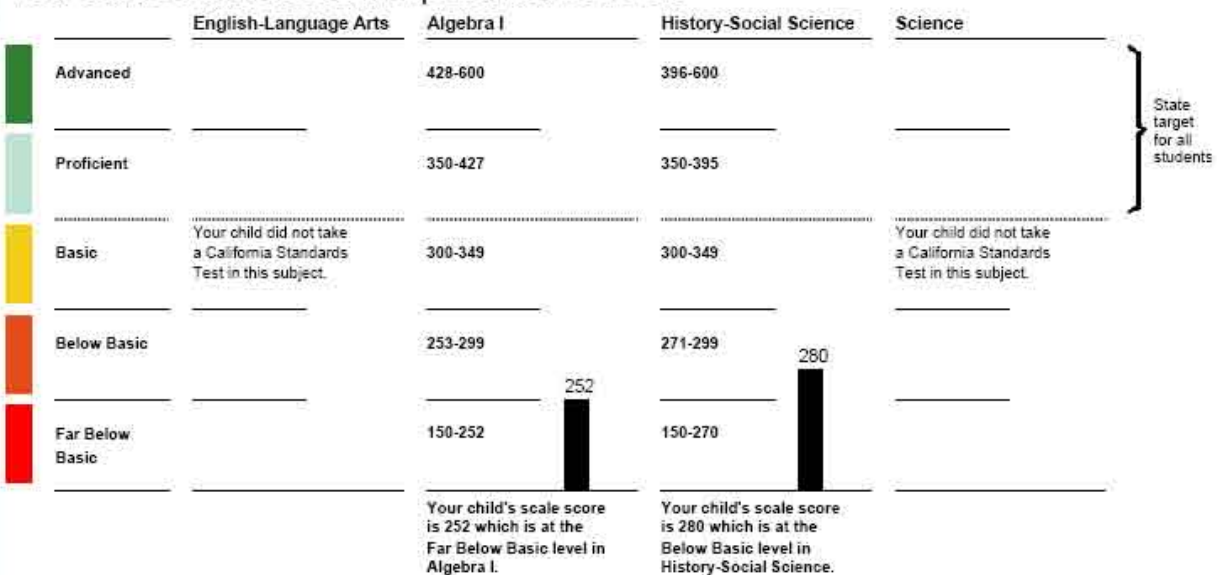 English-Language Arts Algebra I History-Social Science Science
Advanced 428-600 396-600
State
target
for all
students
Proficient 350-427 350-395
Your child did not take
a California Standards
Test in this subject.
Basic 300-349 300-349
Your child did not take
a California Standards
Test in this subject.
Below Basic 253-299 271-299
252
280
Far Below
Basic
150-252 150-270
Your child's scale score
is 252 which is at the
Far Below Basic level in
Algebra I.
Your child's scale score
is 280 which is at the
Below Basic level in
History-Social Science.